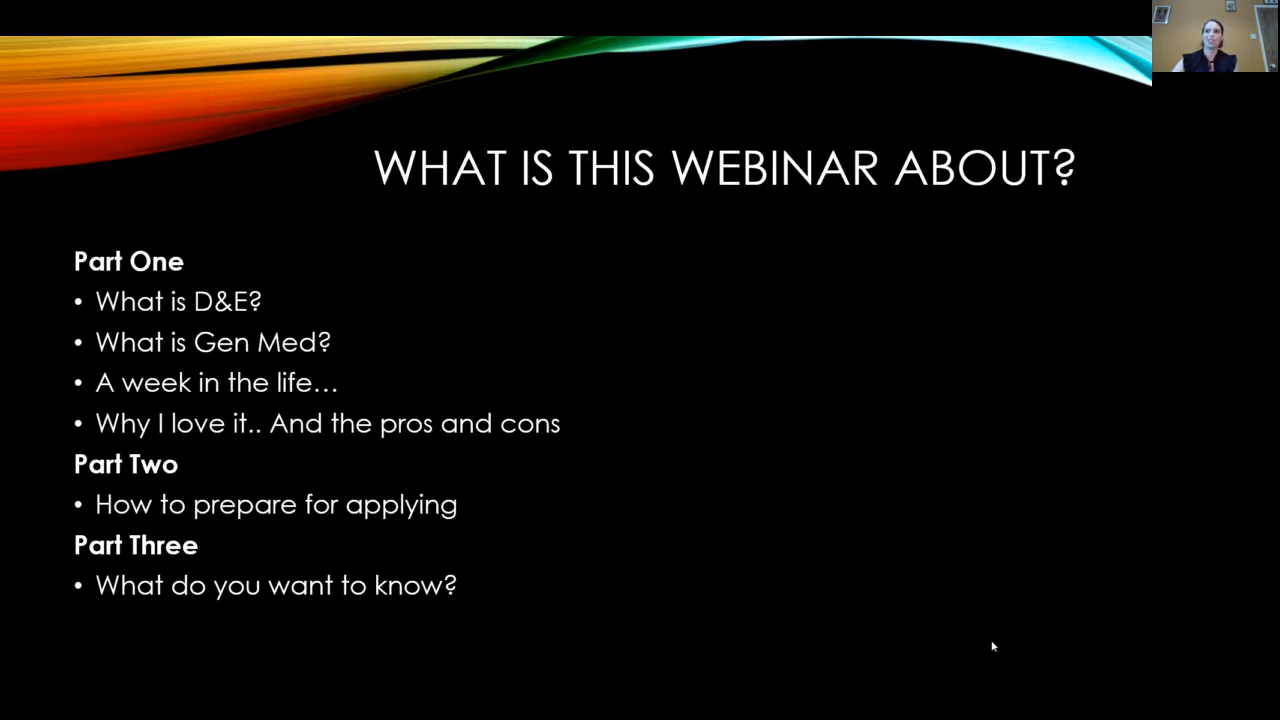 WHAT IS THIS WEBINAR ABOUT?
Part One
• What is D&E?
• What is Gen Med?
• A week in the life...
• Why I love it.. And the pros and cons
Part Two
• How to prepare for applying
Part Three
• What do you want to know?